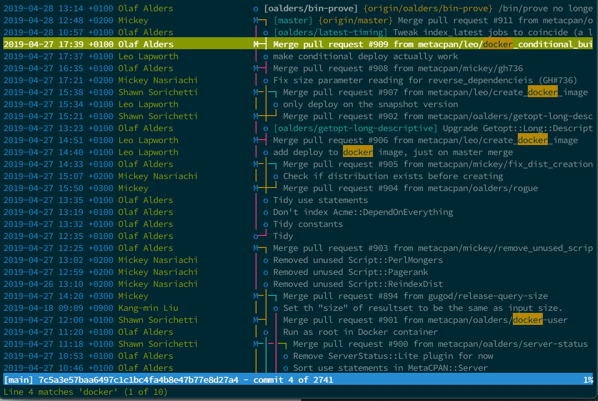 2019-04-28 13:14 +0100 Olaf Alders o [oalders/bin-prove] {origin/oalders/bin-prove} /bin/prove no longe
2019-04-28 12:48 +0200 Mickey M─┐ [master] {origin/master} Merge pull request #911 from metacpan/o
2019-04-28 10:57 +0200 Olaf Alders │ o [oalders/latest-timing] Tweak index_latest jobs to coincide (a l
2019-04-27 17:39 +0100 Olaf Alders M─┤ Merge pull request #909 from metacpan/leo/docker_conditional_bui
2019-04-27 17:37 +0100 Leo Lapworth │ o make conditional deploy actually work
2019-04-27 16:35 +0200 Olaf Alders M─┤ Merge pull request #908 from metacpan/mickey/gh736
2019-04-27 17:21 +0200 Mickey Nasriachi │ o Fix size parameter reading for reverse_dependencieis (GH#736)
2019-04-27 15:38 +0100 Shawn Sorichetti M─│─┐ Merge pull request #907 from metacpan/leo/create_docker_image
2019-04-27 15:36 +0100 Leo Lapworth │ │ o only deploy on the snapshot version
2019-04-27 15:18 +0100 Shawn Sorichetti M─┼─┘ Merge pull request #902 from metacpan/oalders/getopt-long-desc
2019-04-27 13:23 +0100 Olaf Alders │ o [oalders/getopt-long-descriptive] Upgrade Getopt::Long::Descript
2019-04-27 14:51 +0100 Leo Lapworth M─┤ Merge pull request #906 from metacpan/leo/create_docker_image
2019-04-27 14:40 +0100 Leo Lapworth │ o add deploy to docker image, just on master merge
2019-04-27 14:33 +0100 Olaf Alders M─│─┐ Merge pull request #905 from metacpan/mickey/fix_dist_creation
2019-04-27 15:07 +0200 Mickey Nasriachi │ │ o Check if distribution exists before creating
2019-04-27 15:50 +0300 Mickey M─┼─┘ Merge pull request #904 from metacpan/oalders/rogue
2019-04-27 13:35 +0100 Olaf Alders │ o Tidy use statements
2019-04-27 13:19 +0100 Olaf Alders │ o Don't index Acme::DependOnEverything
2019-04-27 13:32 +0100 Olaf Alders │ o Tidy constants
2019-04-27 12:35 +0100 Olaf Alders o─┘ Tidy
2019-04-27 12:25 +0100 Olaf Alders M─┐ Merge pull request #903 from metacpan/mickey/remove_unused_scrip
2019-04-27 13:02 +0200 Mickey Nasriachi │ o Removed unused Script::PerlMongers
2019-04-27 12:59 +0200 Mickey Nasriachi │ o Removed unused Script::Pagerank
2019-04-26 13:10 +0200 Mickey Nasriachi │ o Removed unused Script::ReindexDist
2019-04-27 14:20 +0300 Mickey M─│─┐ Merge pull request #894 from gugod/release-query-size
2019-04-18 09:09 +0900 Kang-min Liu │ │ o Set th "size" of resultset to be the same as input size.
2019-04-27 12:00 +0100 Shawn Sorichetti M─│─│─┐ Merge pull request #901 from metacpan/oalders/docker-user
2019-04-27 11:20 +0100 Olaf Alders │ │ │ o Run as root in Docker container
2019-04-27 11:18 +0100 Shawn Sorichetti M─│─│─│─┐ Merge pull request #900 from metacpan/oalders/server-status
2019-04-27 10:53 +0100 Olaf Alders │ │ │ │ o Remove ServerStatus::Lite plugin for now
2019-04-27 10:46 +0100 Olaf Alders │ │ │ │ o Sort use statements in MetaCPAN::Server
[main] 7c5a3e57baa6497c1c1bc4fa4b8e47b77e8d27a4 - commit 4 of 2741 1%
Line 4 matches 'docker' (1 of 10)